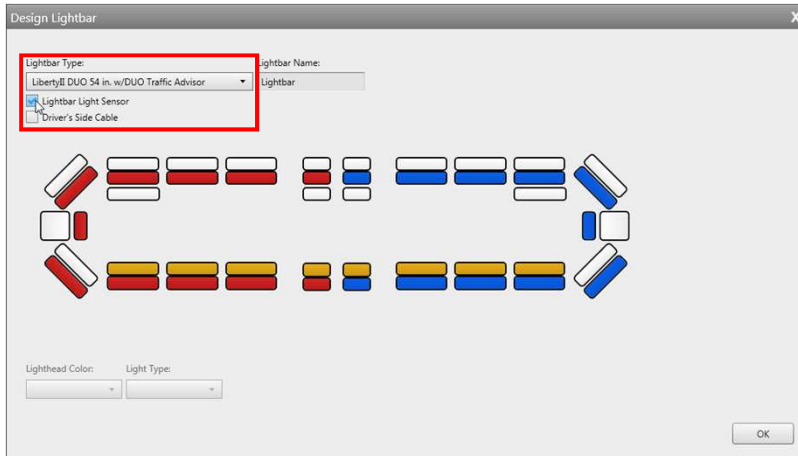 Design Lightbar
X
Lightbar Type:
Lightbar Name:
LibertyII DUO 54 in. w/DUO Traffic Advisor
Lightbar
Lightbar Light Sensor
Driver's Side Cable
Lighthead Color:
Light Type:
OK